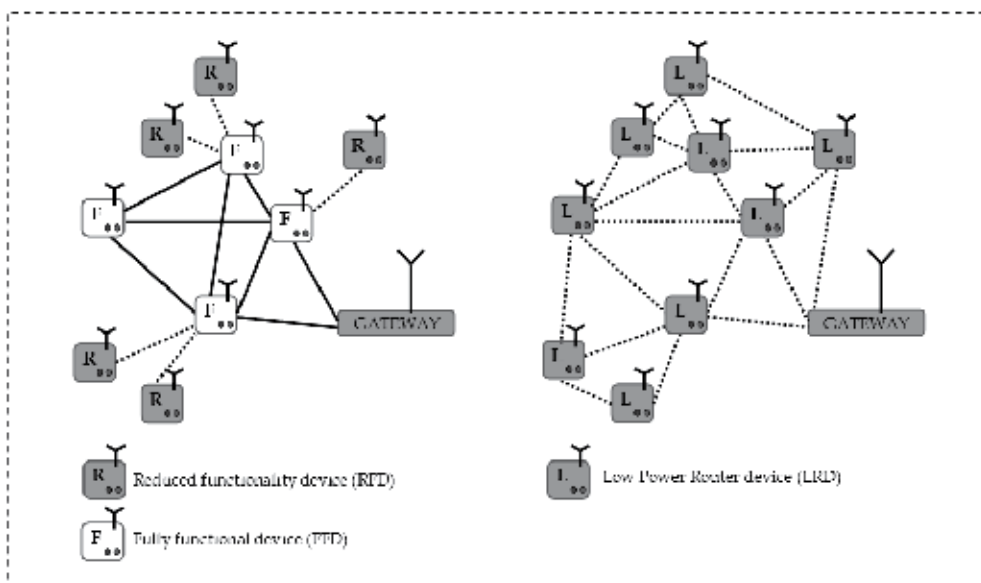 R
R
R
F
F
F
F
GATEWAY
R
R
R Reduced functionality device (RFD)
F Fully functional device (FFD)
L
L
L
L
L
L
L
GATEWAY
L
L
L Low Power Router device (LRD)